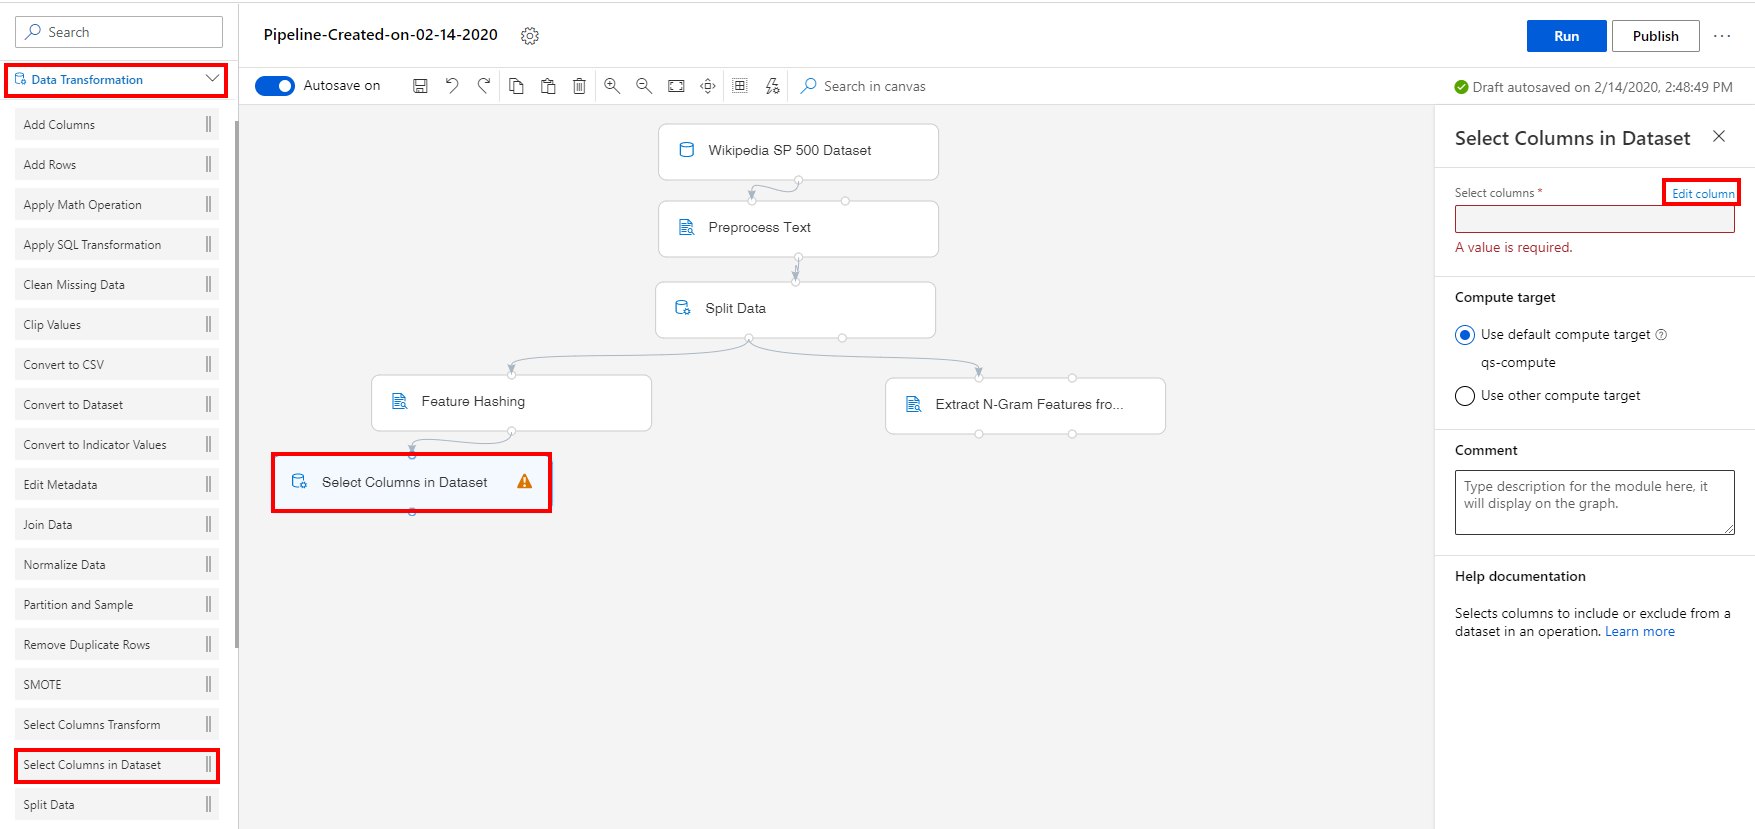 Search
Data Transformation
Add Columns
Add Rows
Apply Math Operation
Apply SQL Transformation
Clean Missing Data
Clip Values
Convert to CSV
Convert to Dataset
Convert to Indicator Values
Edit Metadata
Join Data
Normalize Data
Partition and Sample
Remove Duplicate Rows
SMOTE
Select Columns Transform
Select Columns in Dataset
Split Data
Pipeline-Created-on-02-14-2020
Run
Publish
Autosave on
Search in canvas
Draft autosaved on 2/14/2020, 2:48:49 PM
Wikipedia SP 500 Dataset
Preprocess Text
Split Data
Feature Hashing
Extract N-Gram Features fro...
Select Columns in Dataset
Select Columns in Dataset
Select columns *
Edit column
A value is required.
Compute target
Use default compute target
qs-compute
Use other compute target
Comment
Type description for the module here, it
will display on the graph.
Help documentation
Selects columns to include or exclude from a
dataset in an operation. Learn more